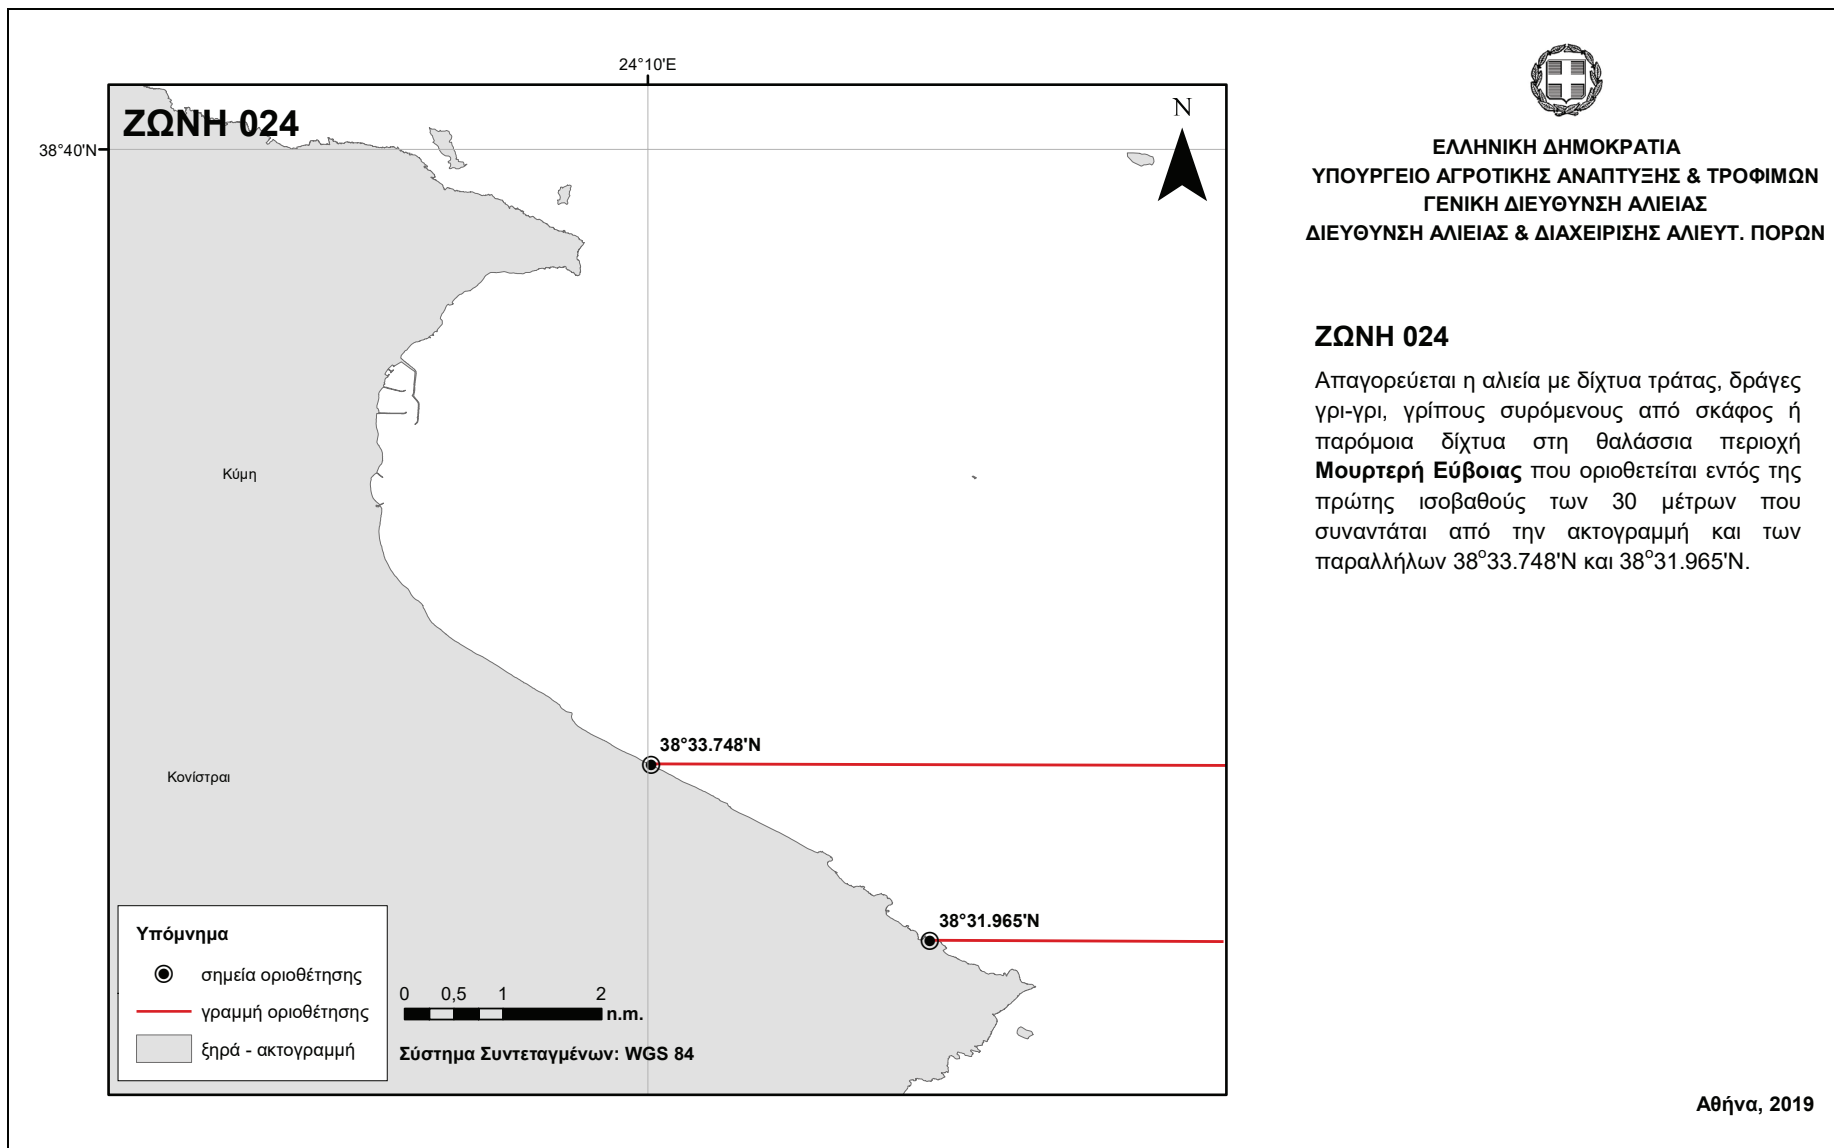 24°10'E
38°40'N
ΖΩΝΗ 024
N
Κύμη
Κονίστραι
38°33.748'N
38°31.965'N
Υπόμνημα
σημεία οριοθέτησης
γραμμή οριοθέτησης
ξηρά - ακτογραμμή
0 0,5 1 2
n.m.
Σύστημα Συντεταγμένων: WGS 84
ΕΛΛΗΝΙΚΗ ΔΗΜΟΚΡΑΤΙΑ
ΥΠΟΥΡΓΕΙΟ ΑΓΡΟΤΙΚΗΣ ΑΝΑΠΤΥΞΗΣ & ΤΡΟΦΙΜΩΝ
ΓΕΝΙΚΗ ΔΙΕΥΘΥΝΣΗ ΑΛΙΕΙΑΣ
ΔΙΕΥΘΥΝΣΗ ΑΛΙΕΙΑΣ & ΔΙΑΧΕΙΡΙΣΗΣ ΑΛΙΕΥΤ. ΠΟΡΩΝ
ΖΩΝΗ 024
Απαγορεύεται η αλιεία με δίχτυα τράτας, δράγες
γρι-γρι, γρίπους συρόμενους από σκάφος ή
παρόμοια δίχτυα στη θαλάσσια περιοχή
Μουρτερή Εύβοιας που οριοθετείται εντός της
πρώτης ισοβαθούς των 30 μέτρων που
συναντάται από την ακτογραμμή και των
παραλλήλων 38°33.748'N και 38°31.965'N.
Αθήνα, 2019